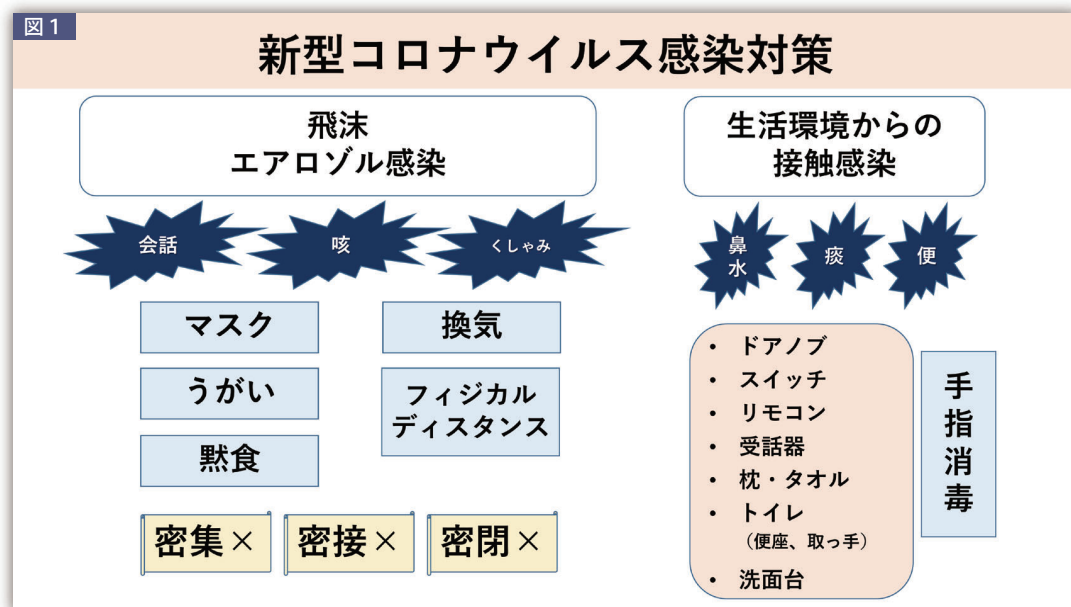 図1
新型コロナウイルス感染対策
飛沫
エアロゾル感染
会話
咳
くしゃみ
マスク
換気
うがい
フィジカル
ディスタンス
黙食
密集×
密接×
密閉×
生活環境からの
接触感染
鼻水
痰
便
• ドアノブ
• スイッチ
• リモコン
• 受話器
• 枕・タオル
• トイレ
（便座、取っ手）
• 洗面台
手指消毒